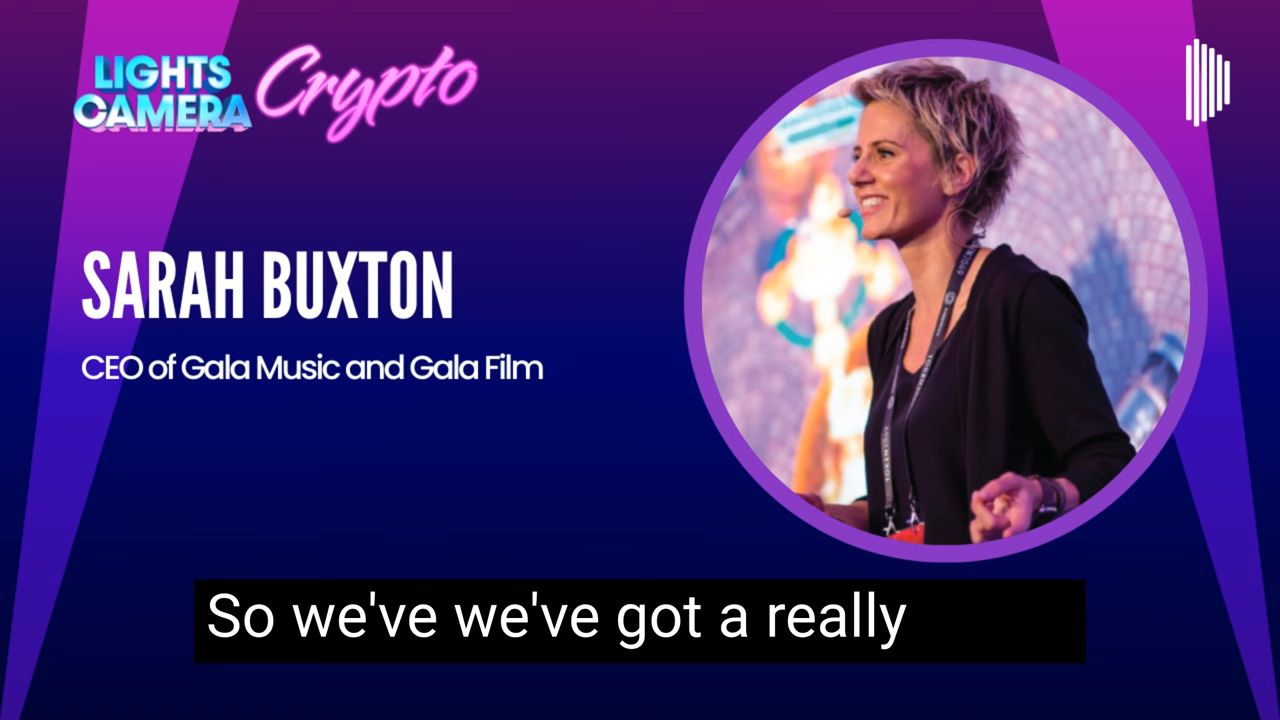 LIGHTS
CAMERA
Crypto
SARAH BUXTON
CEO of Gala Music and Gala Film
So we've we've got a really